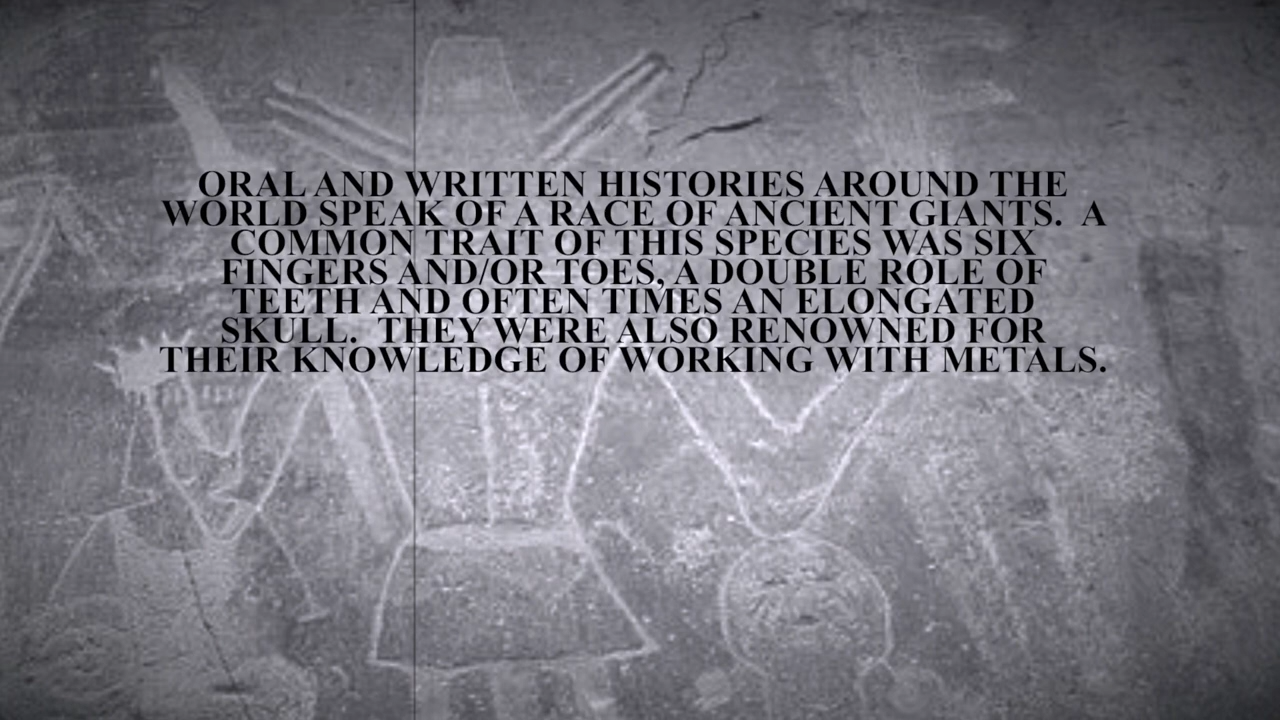 ORAL AND WRITTEN HISTORIES AROUND THE
WORLD SPEAK OF A RACE OF ANCIENT GIANTS.  A
COMMON TRAIT OF THIS SPECIES WAS SIX
FINGERS AND/OR TOES, A DOUBLE ROLE OF
TEETH AND OFTEN TIMES AN ELONGATED
SKULL.  THEY WERE ALSO RENOWNED FOR
THEIR KNOWLEDGE OF WORKING WITH METALS.